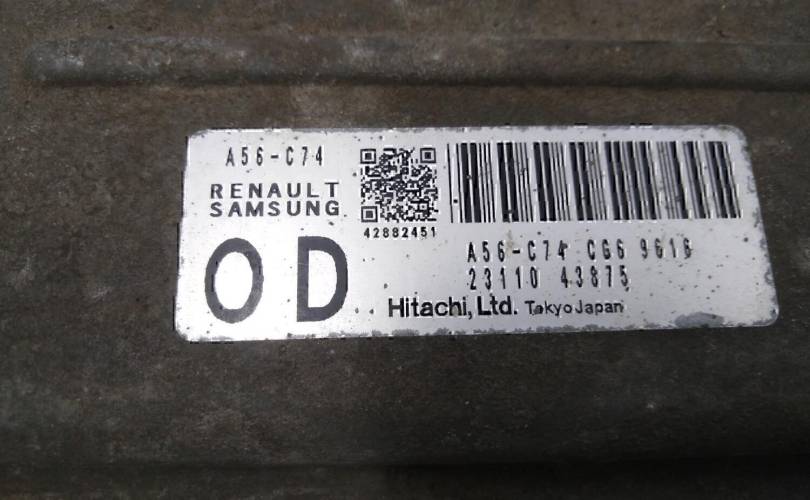 A56-C74
RENAULT
SAMSUNG
42882451
OD
A56-C74 CG6 9616
23110 43875
Hitachi, Ltd. Tokyo Japan